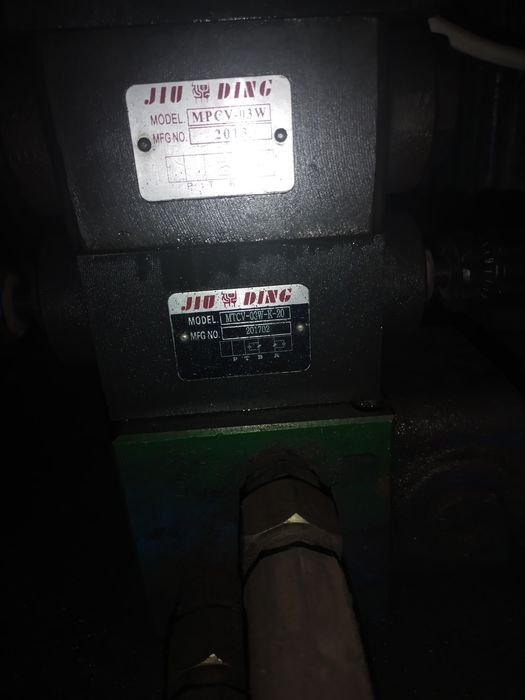 JIU DING
MODEL. MPCV-03W
MFG NO. 2013
P T B
JIU DING
MODEL MTCV-03W-K-20
MFG NO. 201702
P T B A